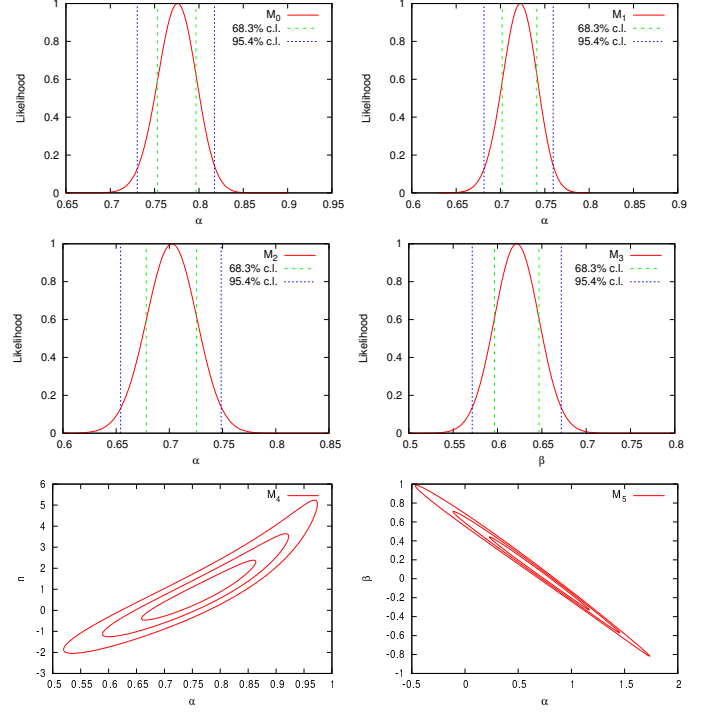 1
0.8
0.6
0.4
0.2
0
Likelihood
M0
68.3% c.l.
95.4% c.l.
0.65 0.7 0.75 0.8 0.85 0.9 0.95
α
1
0.8
0.6
0.4
0.2
0
Likelihood
M1
68.3% c.l.
95.4% c.l.
0.65 0.7 0.75 0.8 0.85 0.9
α
1
0.8
0.6
0.4
0.2
0
Likelihood
M2
68.3% c.l.
95.4% c.l.
0.6 0.65 0.7 0.75 0.8 0.85
α
1
0.8
0.6
0.4
0.2
0
Likelihood
M3
68.3% c.l.
95.4% c.l.
0.5 0.55 0.6 0.65 0.7 0.75 0.8
β
6
5
4
3
2
1
0
-1
-2
-3
n
M4
0.5 0.55 0.6 0.65 0.7 0.75 0.8 0.85 0.9 0.95 1
α
1
0.8
0.6
0.4
0.2
0
-0.2
-0.4
-0.6
-0.8
-1
β
M5
-0.5 0 0.5 1 1.5 2
α